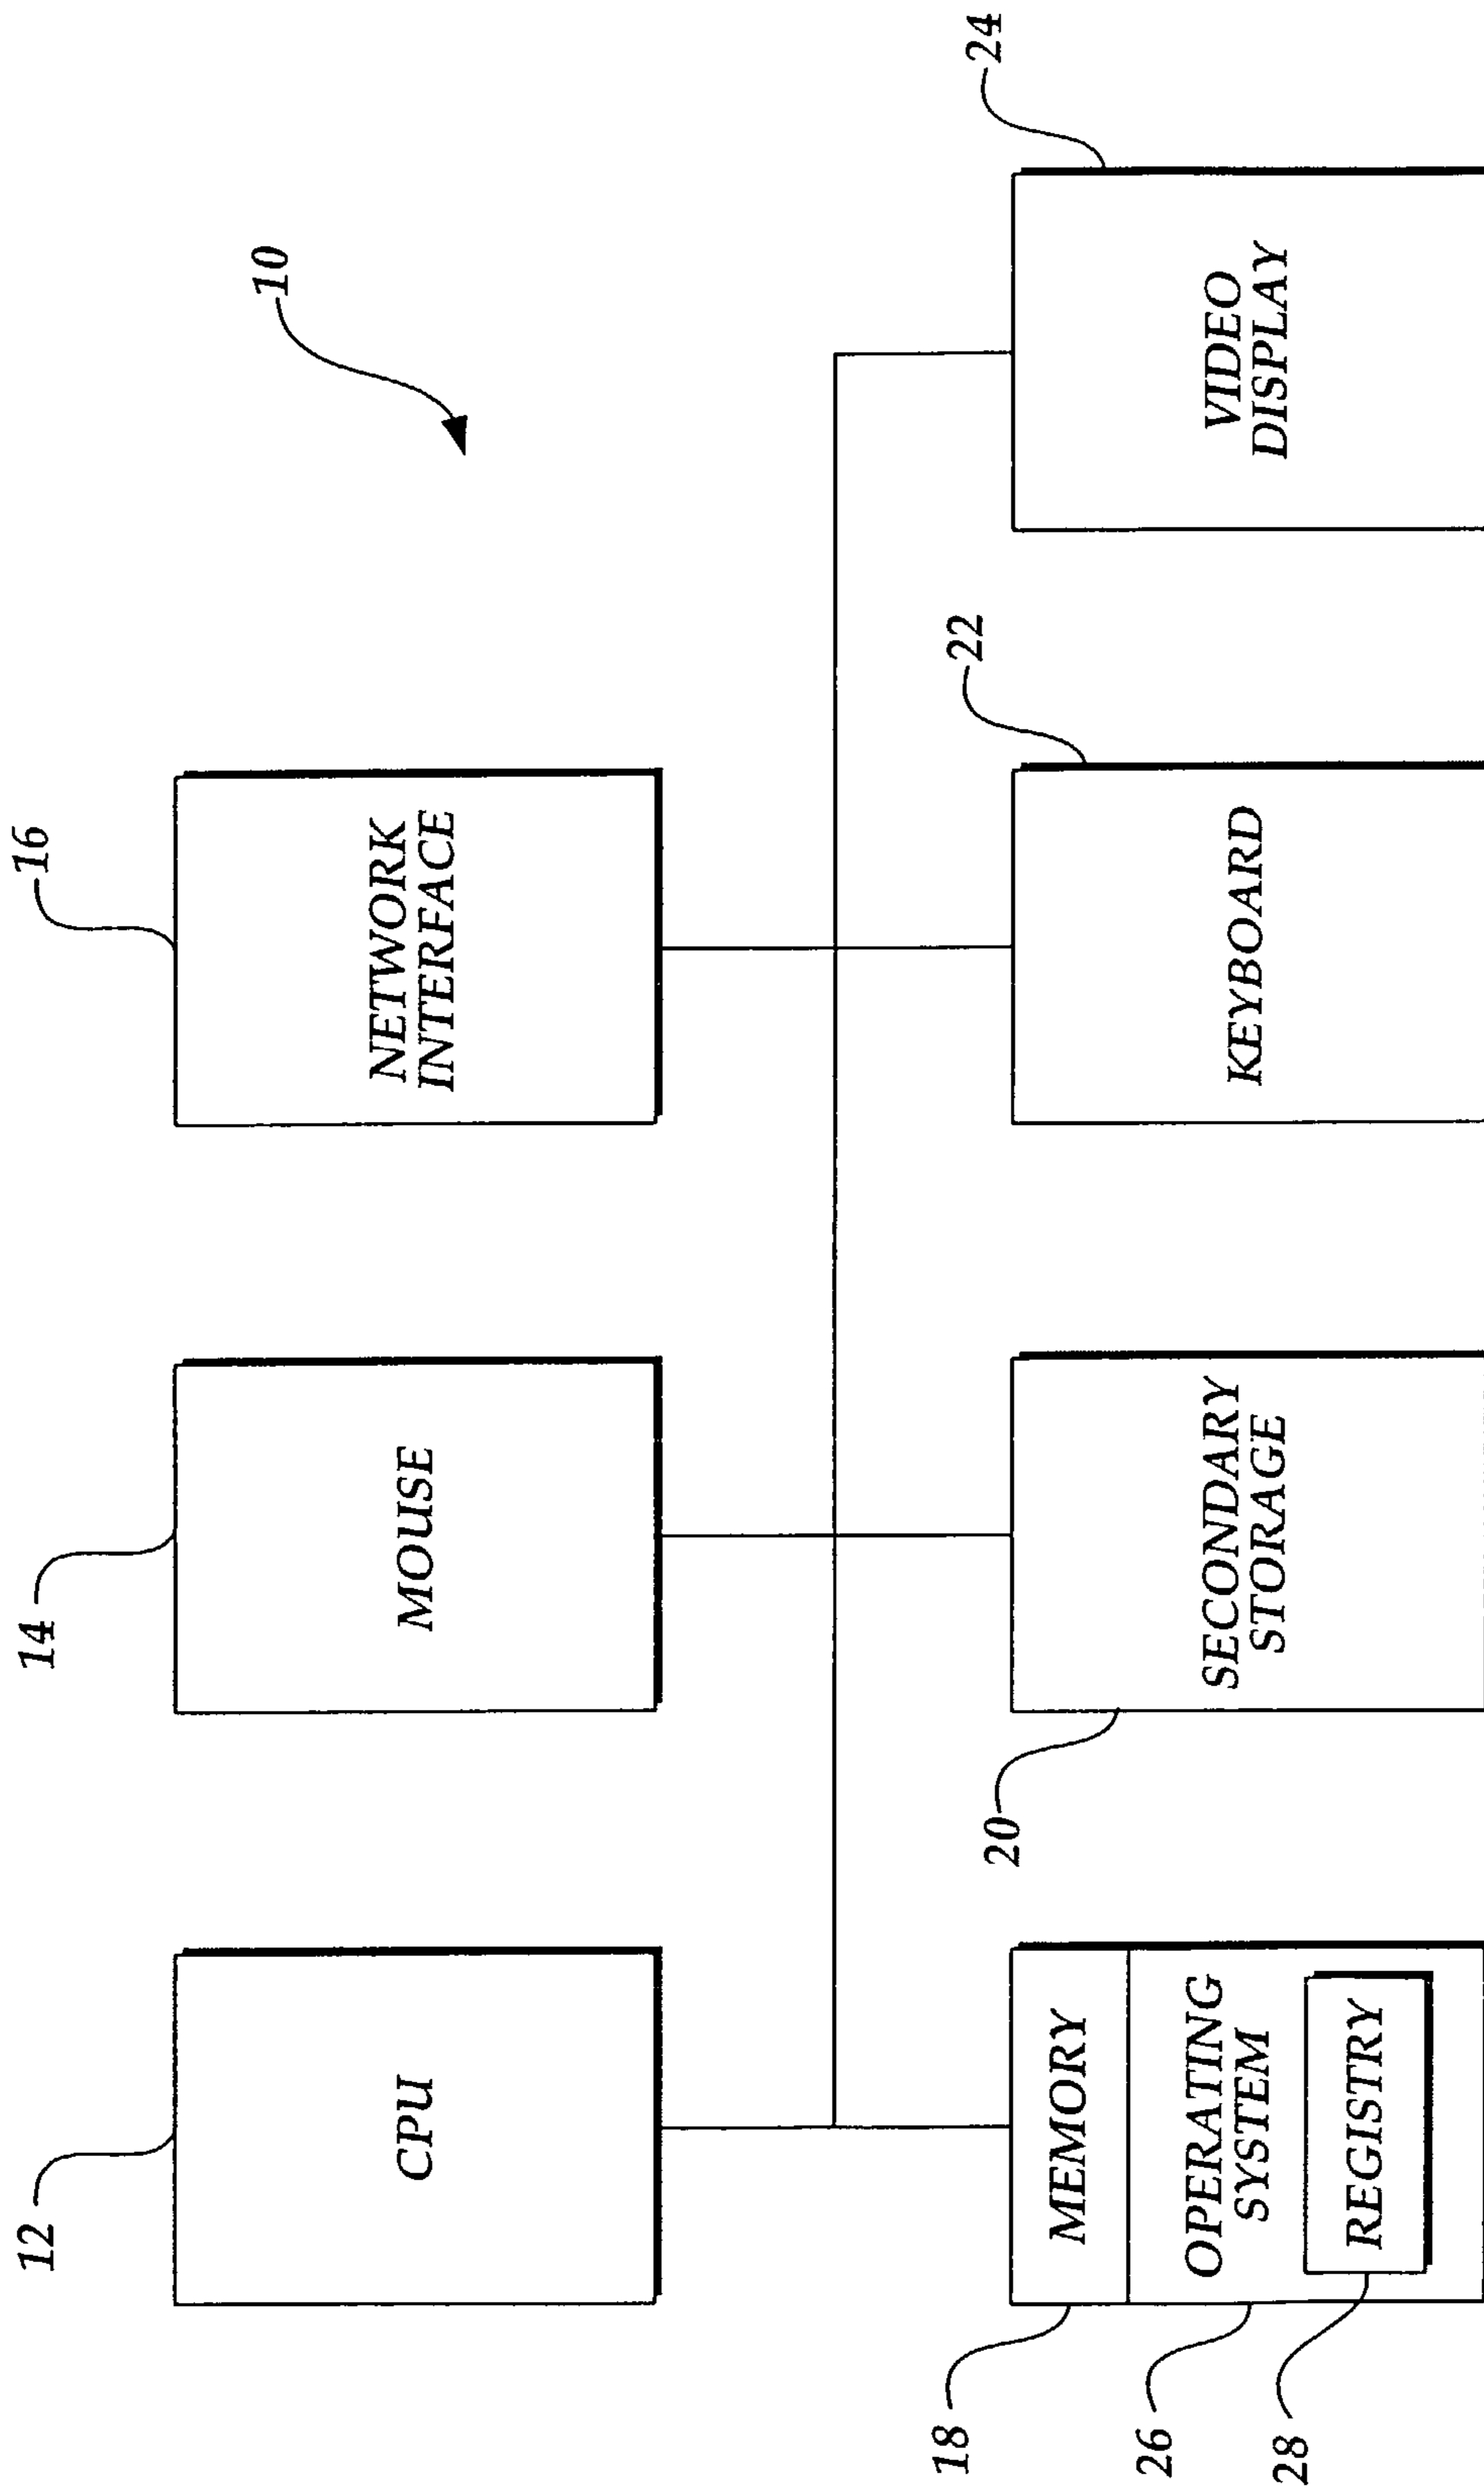 10
12
CPU
14
MOUSE
16
NETWORK
INTERFACE
18
MEMORY
26
OPERATING
SYSTEM
28
REGISTRY
20
SECONDARY
STORAGE
22
KEYBOARD
24
VIDEO
DISPLAY